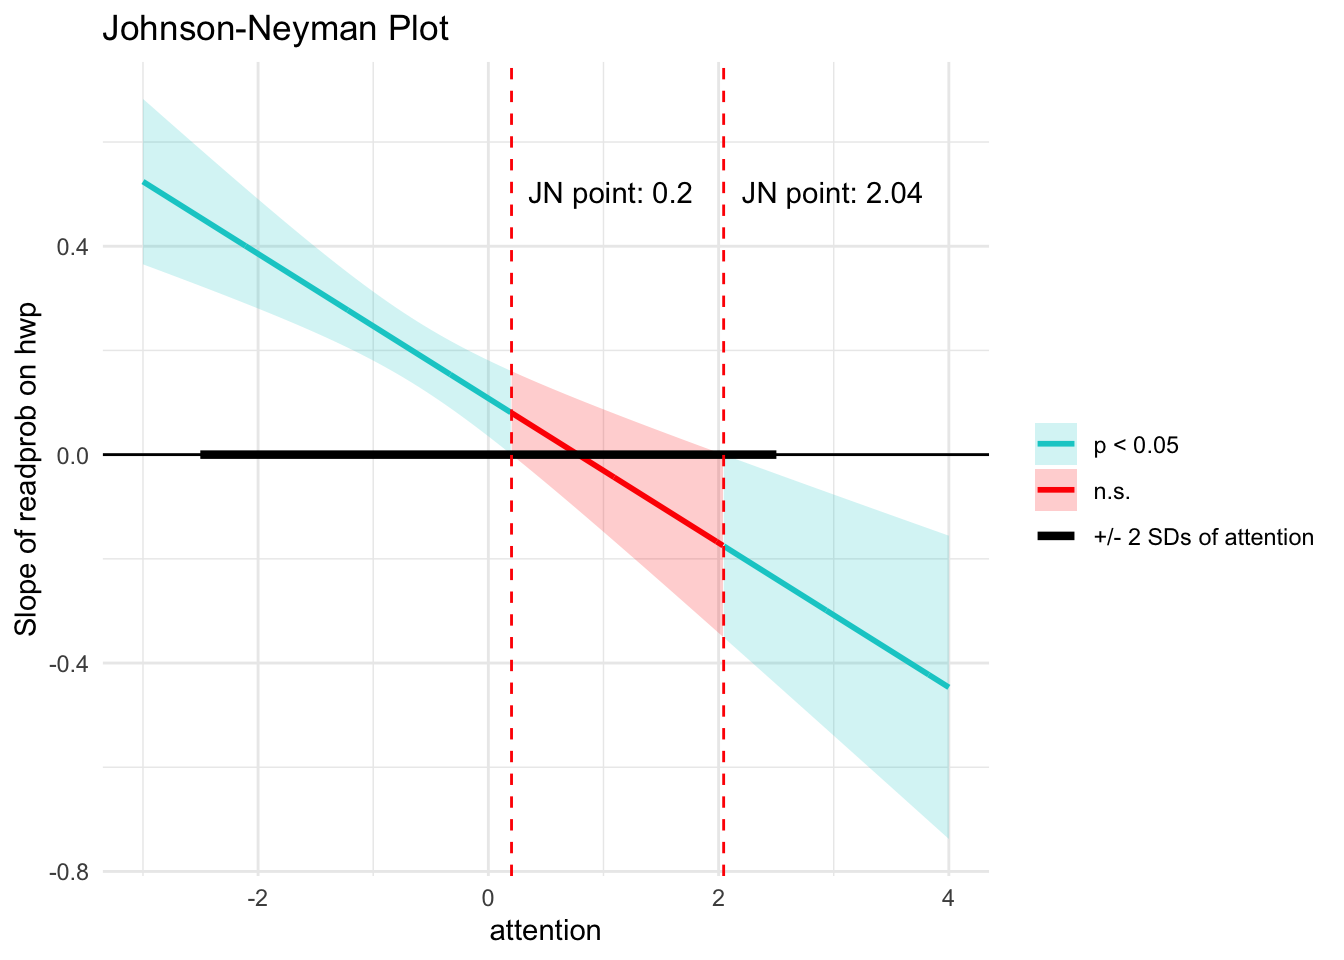 Johnson-Neyman Plot
JN point: 0.2
JN point: 2.04
Slope of readprob on hwp
0.4
0.0
-0.4
-0.8
-2
0
2
4
attention
p < 0.05
n.s.
+/- 2 SDs of attention